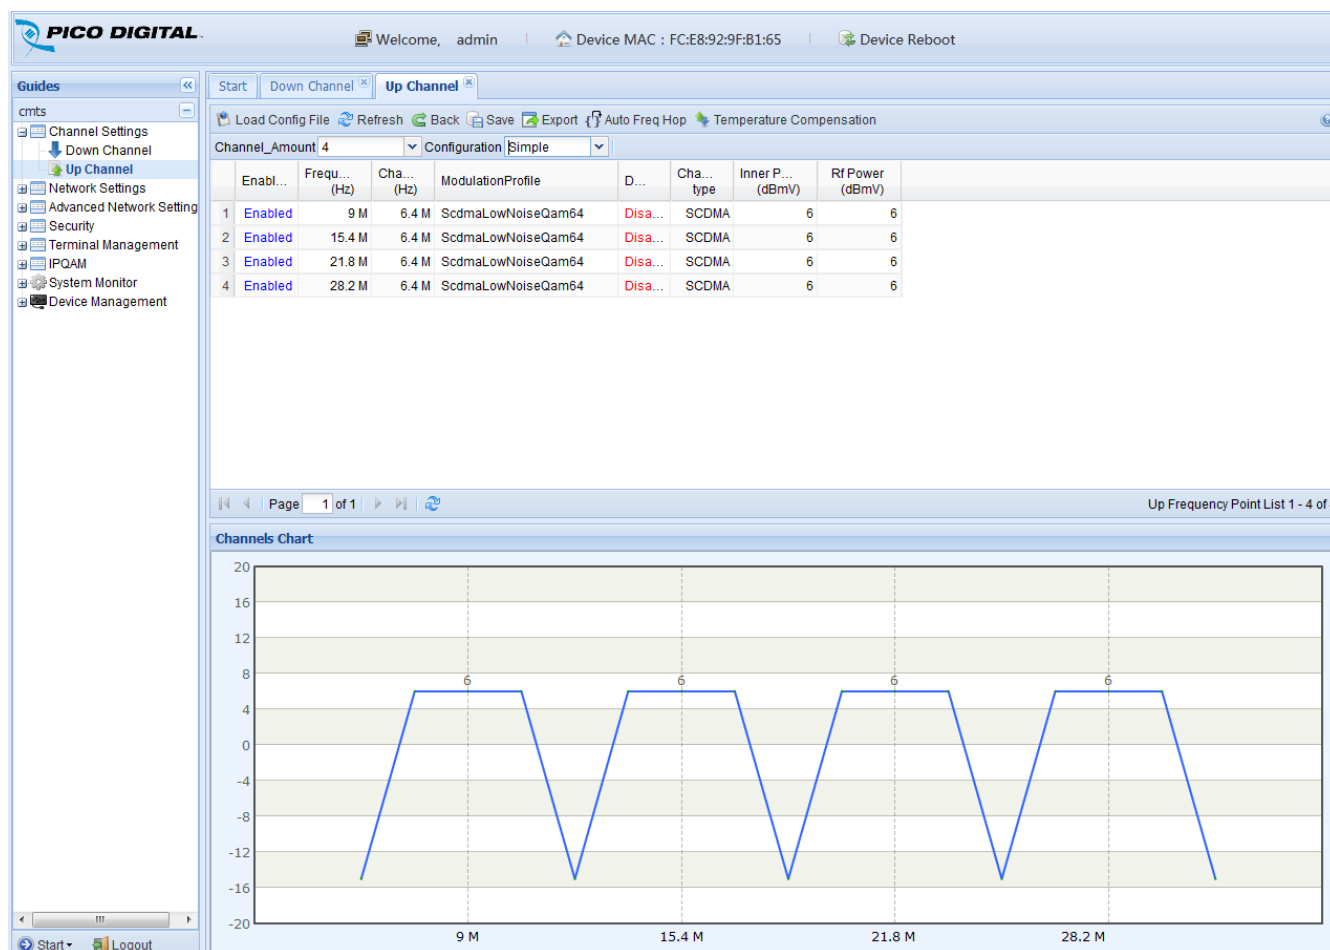 PICO DIGITAL
Welcome, admin Device MAC : FC:E8:92:9F:B1:65 Device Reboot
Guides
cmts
Channel Settings
Down Channel
Up Channel
Network Settings
Advanced Network Setting
Security
Terminal Management
IPQAM
System Monitor
Device Management
Start Down Channel Up Channel
Load Config File Refresh Back Save Export Auto Freq Hop Temperature Compensation
Channel_Amount 4 Configuration Simple
Enabl... Frequ... (Hz) Cha... (Hz) ModulationProfile D... Cha... type Inner P... (dBmV) Rf Power (dBmV)
1 Enabled 9 M 6.4 M ScdmaLowNoiseQam64 Disa... SCDMA 6 6
2 Enabled 15.4 M 6.4 M ScdmaLowNoiseQam64 Disa... SCDMA 6 6
3 Enabled 21.8 M 6.4 M ScdmaLowNoiseQam64 Disa... SCDMA 6 6
4 Enabled 28.2 M 6.4 M ScdmaLowNoiseQam64 Disa... SCDMA 6 6
Page 1 of 1 Up Frequency Point List 1 - 4 of
Channels Chart
20
16
12
8
6 6 6 6
4
0
-4
-8
-12
-16
-20
9 M 15.4 M 21.8 M 28.2 M
Start Logout